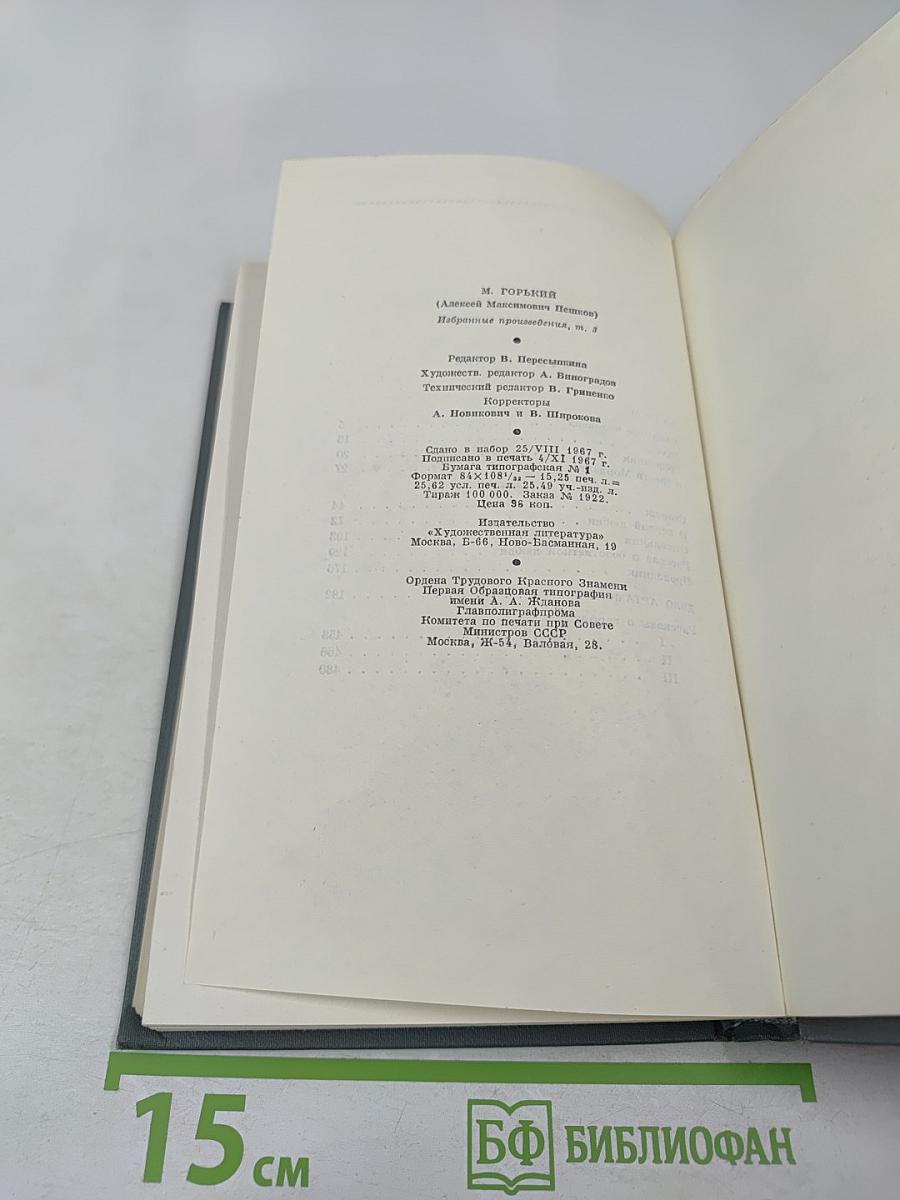 М. ГОРЬКИЙ
(Алексей Максимович Пешков)
Избранные произведения, т. 3
Редактор В. Пересыпкина
Художеств. редактор А. Виноградов
Технический редактор В. Гриненко
Корректоры
А. Новикович и В. Широкова
Сдано в набор 25/VIII 1967 г.
Подписано в печать 4/XI 1967 г.
Бумага типографская № 1
Формат 84×108¹/₃₂ — 15,25 печ. л.=
25,62 усл. печ. л. 25.49 уч.-изд. л.
Тираж 100 000. Заказ № 1922.
Цена 98 коп.
Издательство
«Художественная литература»
Москва, Б-66, Ново-Басманная, 19
Ордена Трудового Красного Знамени
Первая Образцовая типография
имени А. А. Жданова
Главполиграфпрома
Комитета по печати при Совете
Министров СССР
Москва, Ж-54, Валовая, 28.
15 см
БФ БИБЛИОФАН